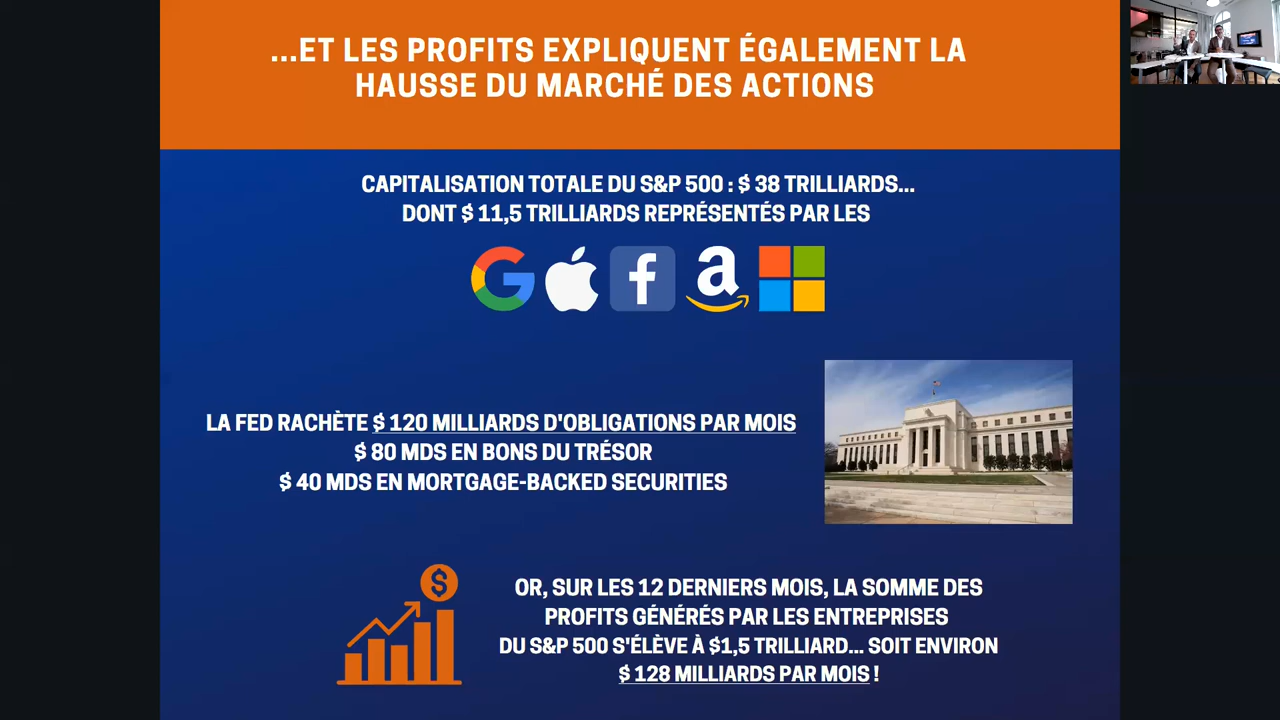 ...ET LES PROFITS EXPLIQUENT ÉGALEMENT LA
HAUSSE DU MARCHÉ DES ACTIONS
CAPITALISATION TOTALE DU S&P 500 : $ 38 TRILLIARDS...
DONT $ 11,5 TRILLIARDS REPRÉSENTÉS PAR LES
LA FED RACHÈTE $ 120 MILLIARDS D'OBLIGATIONS PAR MOIS
$ 80 MDS EN BONS DU TRÉSOR
$ 40 MDS EN MORTGAGE-BACKED SECURITIES
OR, SUR LES 12 DERNIERS MOIS, LA SOMME DES
PROFITS GÉNÉRÉS PAR LES ENTREPRISES
DU S&P 500 S'ÉLÈVE À $1,5 TRILLIARD... SOIT ENVIRON
$ 128 MILLIARDS PAR MOIS !